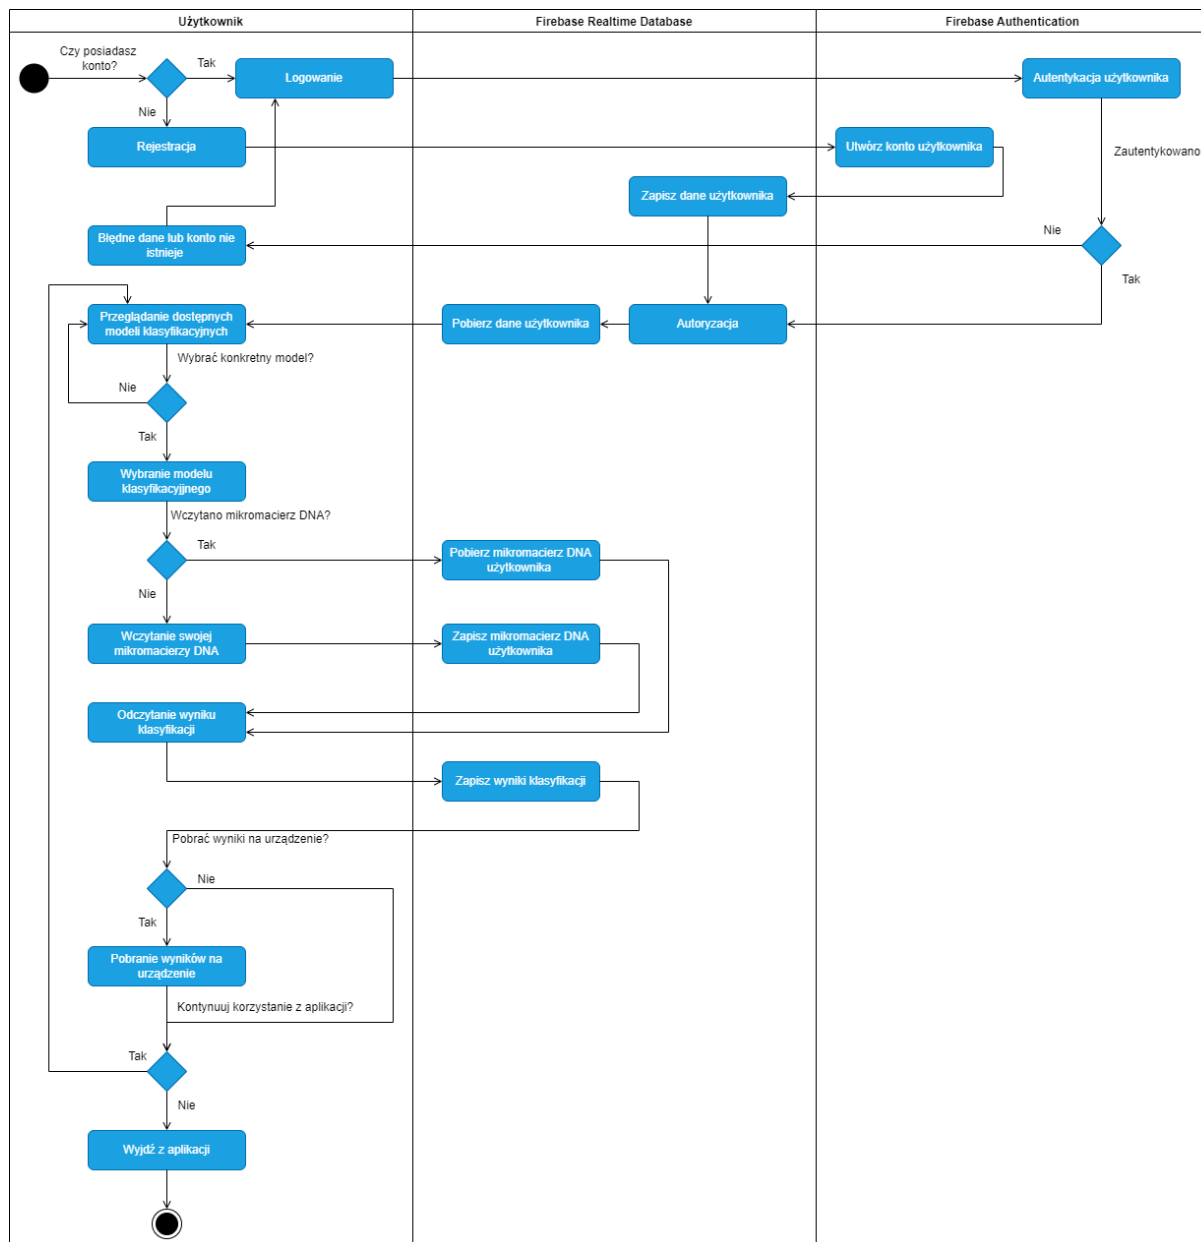 Użytkownik
Firebase Realtime Database
Firebase Authentication
Czy posiadasz
konto?
Tak
Logowanie
Autentykacja użytkownika
Nie
Rejestracja
Utwórz konto użytkownika
Zautentykowano
Zapisz dane użytkownika
Błędne dane lub konto nie
istnieje
Nie
Tak
Przeglądanie dostępnych
modeli klasyfikacyjnych
Pobierz dane użytkownika
Autoryzacja
Wybrać konkretny model?
Nie
Tak
Wybranie modelu
klasyfikacyjjnego
Wczytano mikromacierz DNA?
Tak
Pobierz mikromacierz DNA
użytkownika
Nie
Wczytanie swojej
mikromacierzy DNA
Zapisz mikromacierz DNA
użytkownika
Odczytanie wyniku
klasyfikacji
Zapisz wyniki klasyfikacji
Pobrać wyniki na urządzenie?
Nie
Tak
Pobranie wyników na
urządzenie
Kontynuuj korzystanie z aplikacji?
Tak
Nie
Wyjdź z aplikacji